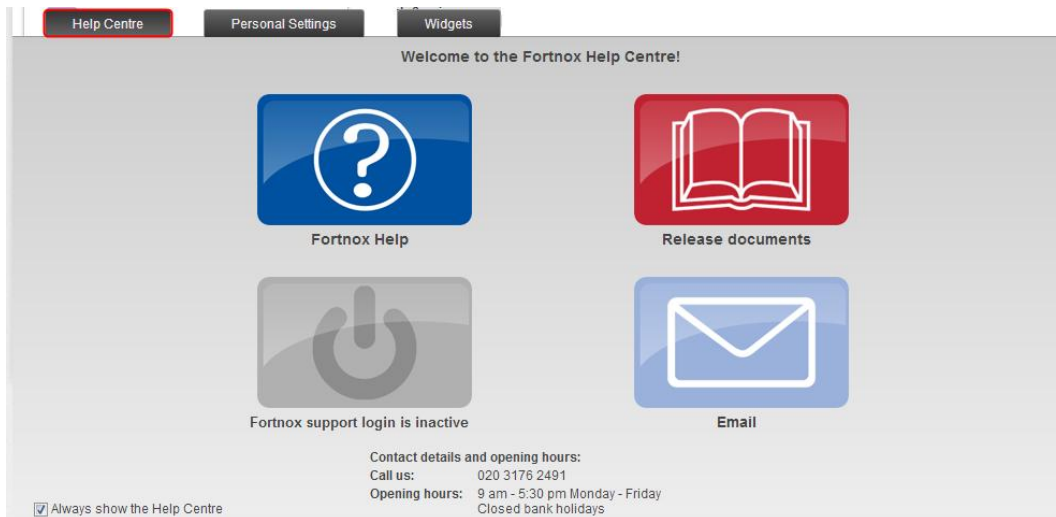 Help Centre Personal Settings Widgets
Welcome to the Fortnox Help Centre!
Fortnox Help Release documents
Fortnox support login is inactive Email
Contact details and opening hours:
Call us: 020 3176 2491
Opening hours: 9 am - 5:30 pm Monday - Friday
Closed bank holidays
Always show the Help Centre